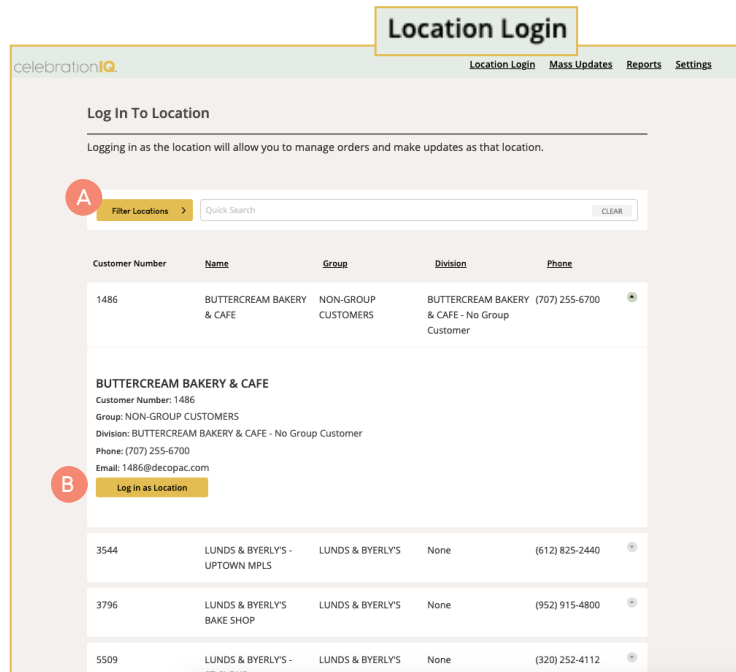 Location Login
celebrationIQ.
Location Login Mass Updates Reports Settings
Log In To Location
Logging in as the location will allow you to manage orders and make updates as that location.
A
Filter Locations > Quick Search CLEAR
Customer Number Name Group Division Phone
1486 BUTTERCREAM BAKERY NON-GROUP BUTTERCREAM BAKERY (707) 255-6700
& CAFE CUSTOMERS & CAFE - No Group
Customer
BUTTERCREAM BAKERY & CAFE
Customer Number: 1486
Group: NON-GROUP CUSTOMERS
Division: BUTTERCREAM BAKERY & CAFE - No Group Customer
Phone: (707) 255-6700
Email: 1486@decopac.com
B Log in as Location
3544 LUNDS & BYERLY'S - LUNDS & BYERLY'S None (612) 825-2440
UPTOWN MPLS
3796 LUNDS & BYERLY'S LUNDS & BYERLY'S None (952) 915-4800
BAKE SHOP
5509 LUNDS & BYERLY'S - LUNDS & BYERLY'S None (320) 252-4112